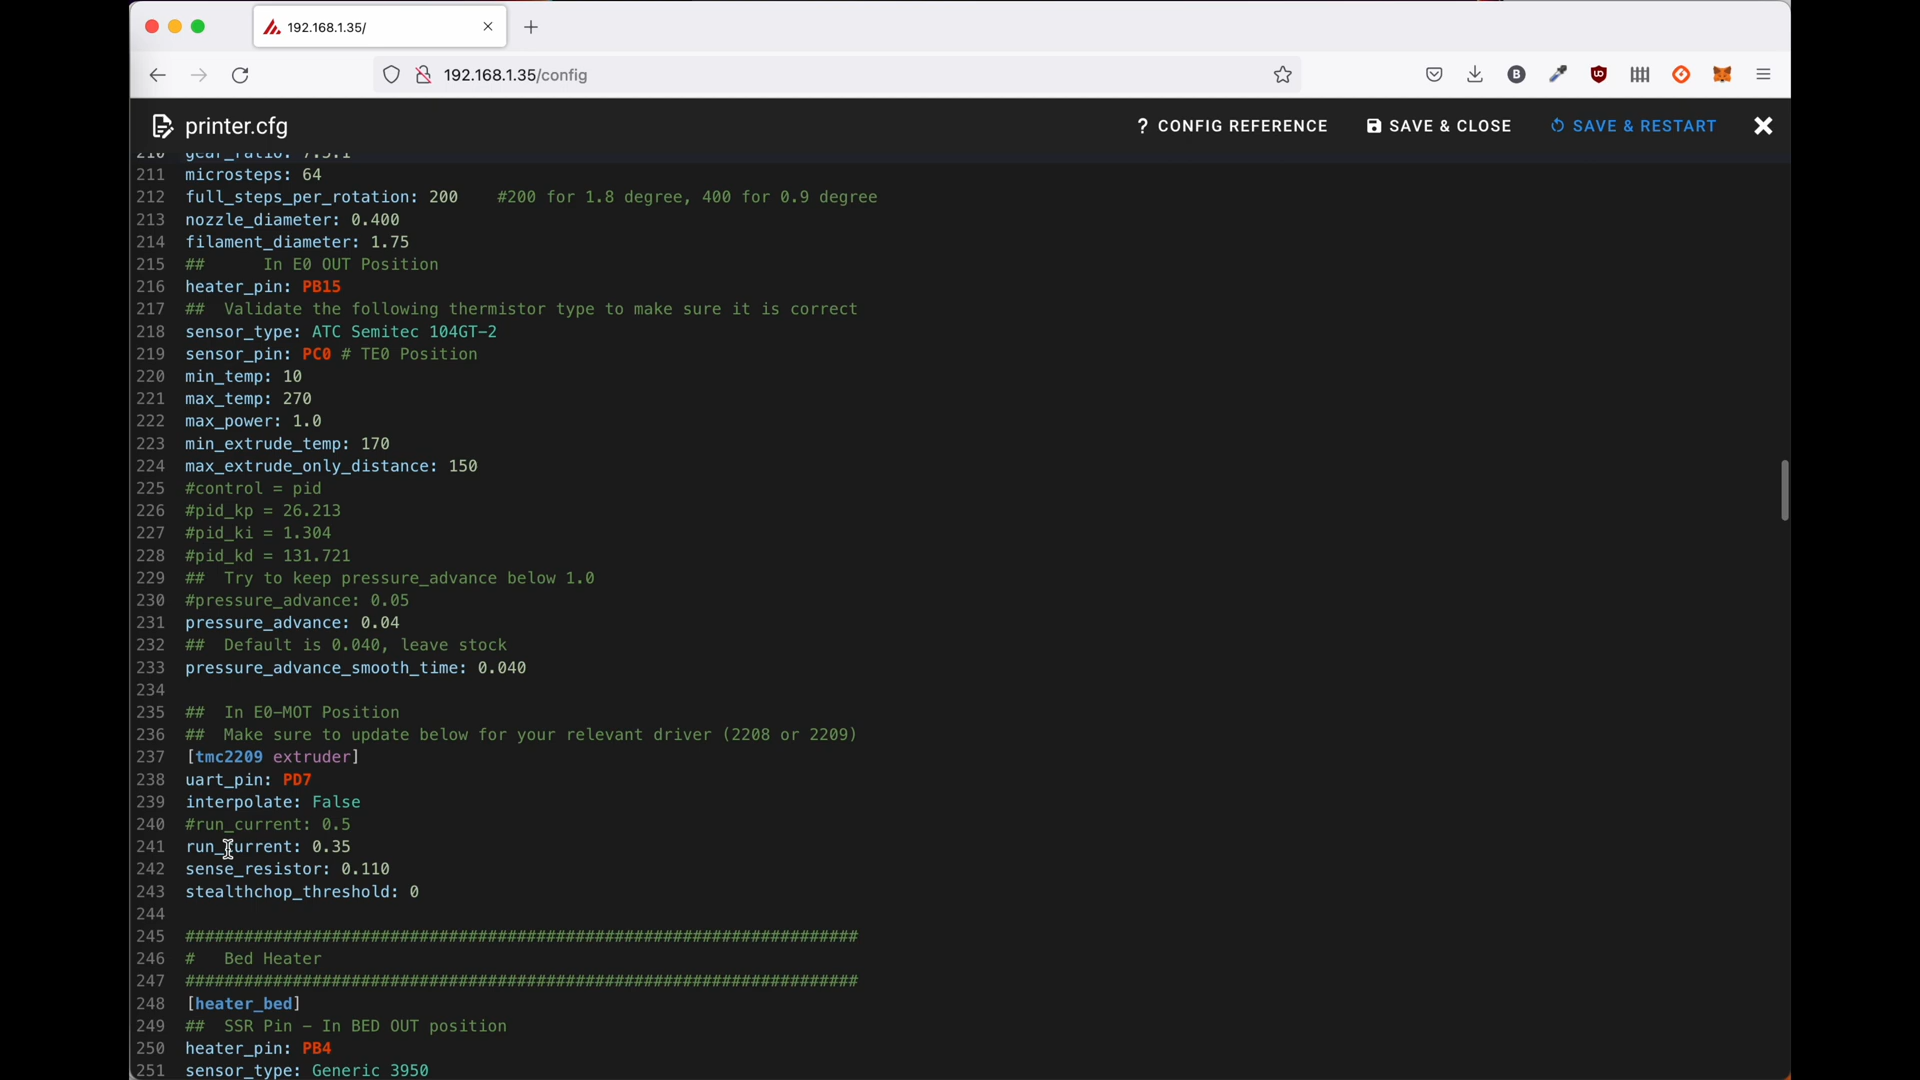 192.168.1.35/
192.168.1.35/config
B
printer.cfg
? CONFIG REFERENCE
SAVE & CLOSE
SAVE & RESTART
210 gear_ratio: 7.5:1
211 microsteps: 64
212 full_steps_per_rotation: 200    #200 for 1.8 degree, 400 for 0.9 degree
213 nozzle_diameter: 0.400
214 filament_diameter: 1.75
215 ##      In E0 OUT Position
216 heater_pin: PB15
217 ##  Validate the following thermistor type to make sure it is correct
218 sensor_type: ATC Semitec 104GT-2
219 sensor_pin: PC0 # TE0 Position
220 min_temp: 10
221 max_temp: 270
222 max_power: 1.0
223 min_extrude_temp: 170
224 max_extrude_only_distance: 150
225 #control = pid
226 #pid_kp = 26.213
227 #pid_ki = 1.304
228 #pid_kd = 131.721
229 ##  Try to keep pressure_advance below 1.0
230 #pressure_advance: 0.05
231 pressure_advance: 0.04
232 ##  Default is 0.040, leave stock
233 pressure_advance_smooth_time: 0.040
234
235 ##  In E0-MOT Position
236 ##  Make sure to update below for your relevant driver (2208 or 2209)
237 [tmc2209 extruder]
238 uart_pin: PD7
239 interpolate: False
240 #run_current: 0.5
241 run_current: 0.35
242 sense_resistor: 0.110
243 stealthchop_threshold: 0
244
245 #####################################################################
246 #   Bed Heater
247 #####################################################################
248 [heater_bed]
249 ##  SSR Pin - In BED OUT position
250 heater_pin: PB4
251 sensor_type: Generic 3950